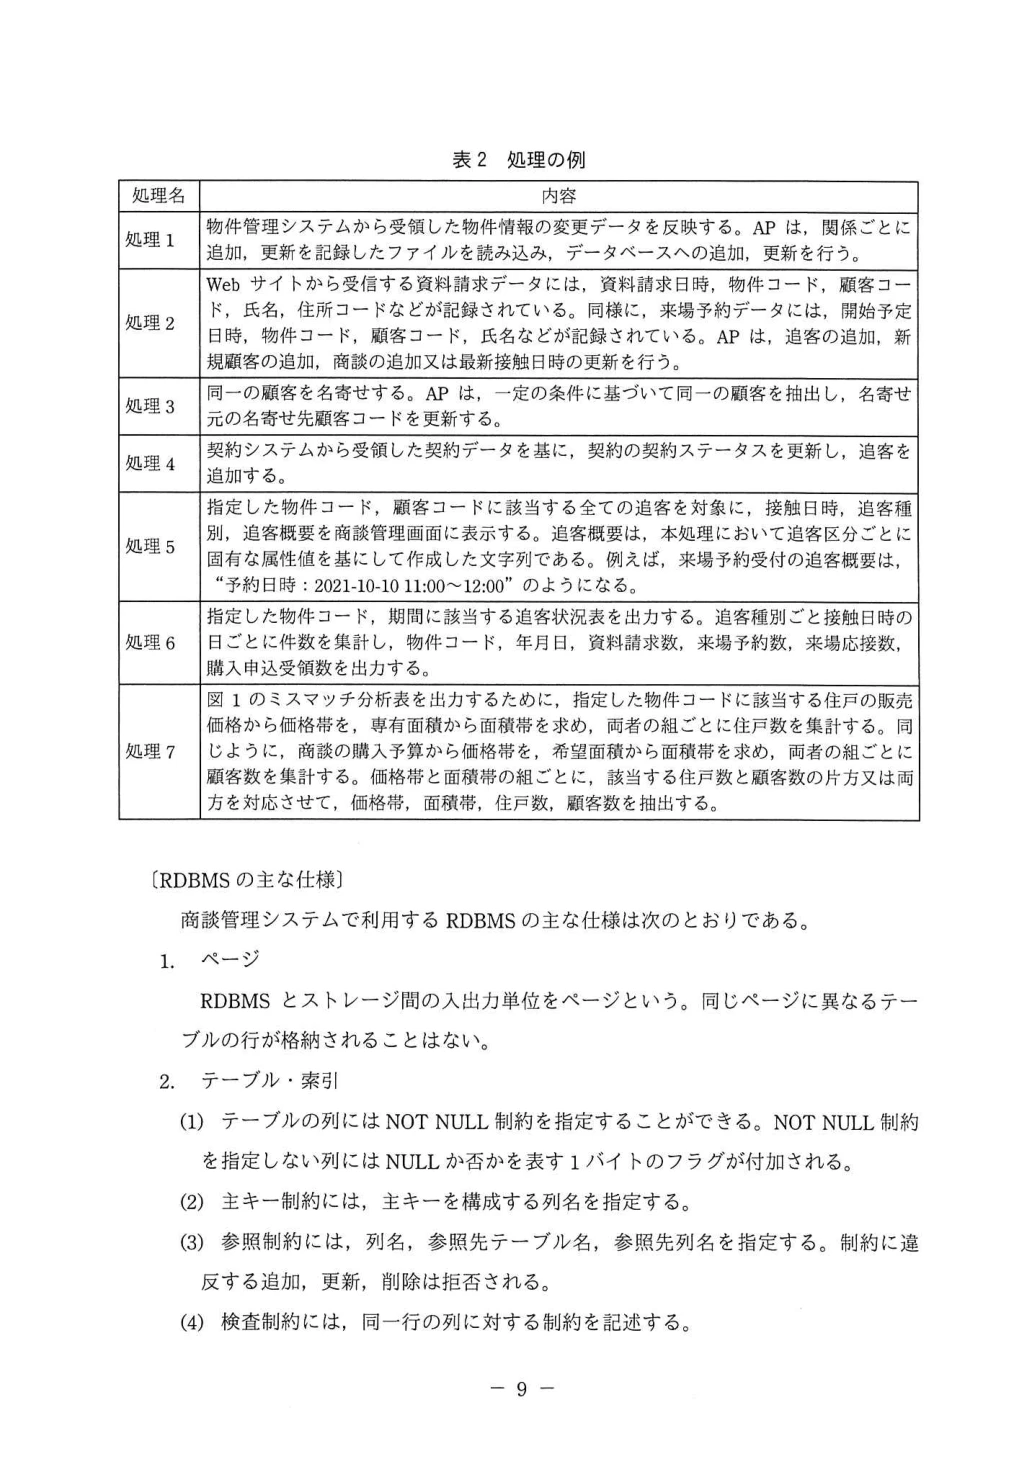 表2　処理の例
処理名
内容
処理1
物件管理システムから受領した物件情報の変更データを反映する。AP は，関係ごとに
追加，更新を記録したファイルを読み込み，データベースへの追加，更新を行う。
処理2
Web サイトから受信する資料請求データには，資料請求日時，物件コード，顧客コー
ド，氏名，住所コードなどが記録されている。同様に，来場予約データには，開始予定
日時，物件コード，顧客コード，氏名などが記録されている。AP は，追客の追加，新
規顧客の追加，商談の追加又は最新接触日時の更新を行う。
処理3
同一の顧客を名寄せする。AP は，一定の条件に基づいて同一の顧客を抽出し，名寄せ
元の名寄せ先顧客コードを更新する。
処理4
契約システムから受領した契約データを基に，契約の契約ステータスを更新し，追客を
追加する。
処理5
指定した物件コード，顧客コードに該当する全ての追客を対象に，接触日時，追客種
別，追客概要を商談管理画面に表示する。追客概要は，本処理において追客区分ごとに
固有な属性値を基にして作成した文字列である。例えば，来場予約受付の追客概要は，
“予約日時：2021-10-10 11:00～12:00”のようになる。
処理6
指定した物件コード，期間に該当する追客状況表を出力する。追客種別ごと接触日時の
日ごとに件数を集計し，物件コード，年月日，資料請求数，来場予約数，来場応接数，
購入申込受領数を出力する。
処理7
図 1 のミスマッチ分析表を出力するために，指定した物件コードに該当する住戸の販売
価格から価格帯を，専有面積から面積帯を求め，両者の組ごとに住戸数を集計する。同
じように，商談の購入予算から価格帯を，希望面積から面積帯を求め，両者の組ごとに
顧客数を集計する。価格帯と面積帯の組ごとに，該当する住戸数と顧客数の片方又は両
方を対応させて，価格帯，面積帯，住戸数，顧客数を抽出する。
〔RDBMS の主な仕様〕
商談管理システムで利用する RDBMS の主な仕様は次のとおりである。
1.　ページ
RDBMS とストレージ間の入出力単位をページという。同じページに異なるテー
ブルの行が格納されることはない。
2.　テーブル・索引
(1)　テーブルの列には NOT NULL 制約を指定することができる。NOT NULL 制約
を指定しない列には NULL か否かを表す 1 バイトのフラグが付加される。
(2)　主キー制約には，主キーを構成する列名を指定する。
(3)　参照制約には，列名，参照先テーブル名，参照先列名を指定する。制約に違
反する追加，更新，削除は拒否される。
(4)　検査制約には，同一行の列に対する制約を記述する。
－ 9 －